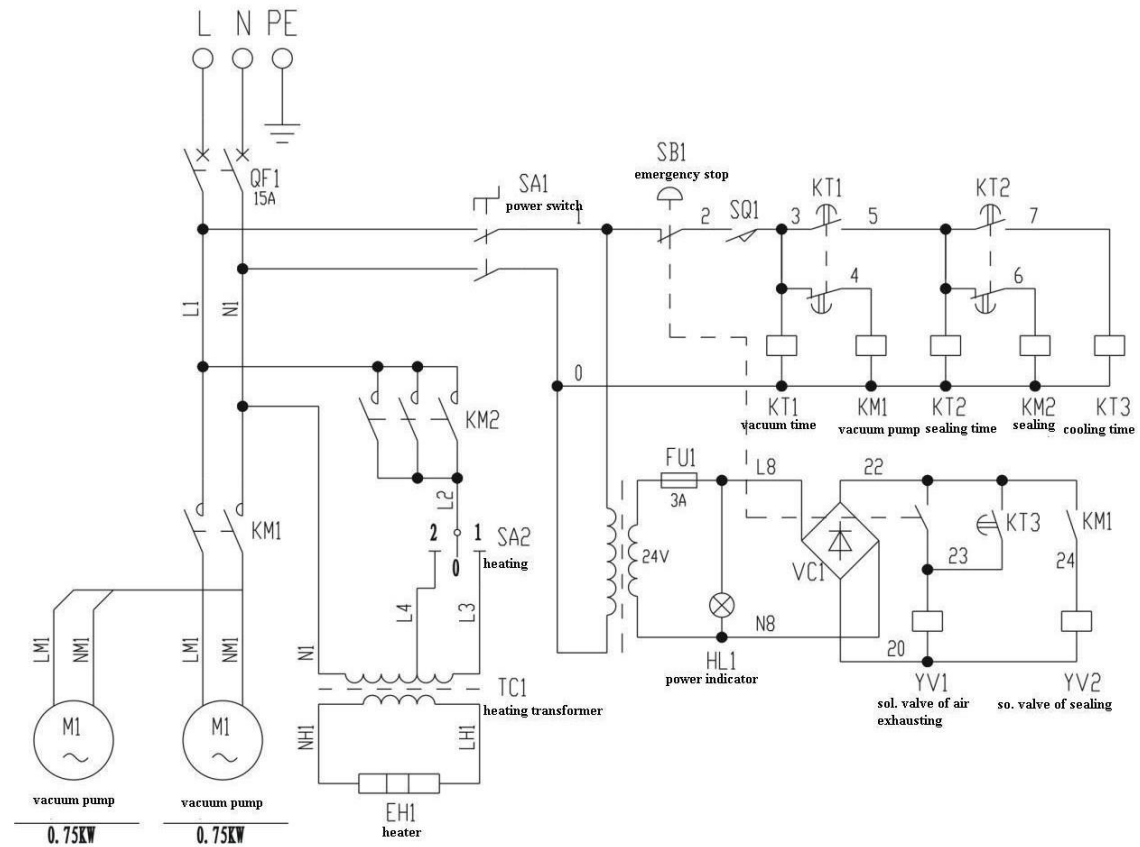 L N PE
QF1
15A
SA1
power switch
1
SB1
emergency stop
2
SQ1
3
KT1
5
KT2
7
4
6
L1
N1
0
KT1
vacuum time
KM1
vacuum pump
KT2
sealing time
KM2
sealing
KT3
cooling time
KM2
L2
2
1
0
SA2
heating
KM1
FU1
3A
L8
22
24V
VC1
23
KT3
KM1
24
L4
L3
N1
N8
20
HL1
power indicator
YV1
sol. valve of air
exhausting
YV2
so. valve of sealing
LM1
NM1
LM1
NM1
TC1
heating transformer
NH1
LH1
M1
M1
EH1
heater
vacuum pump
0.75KW
vacuum pump
0.75KW